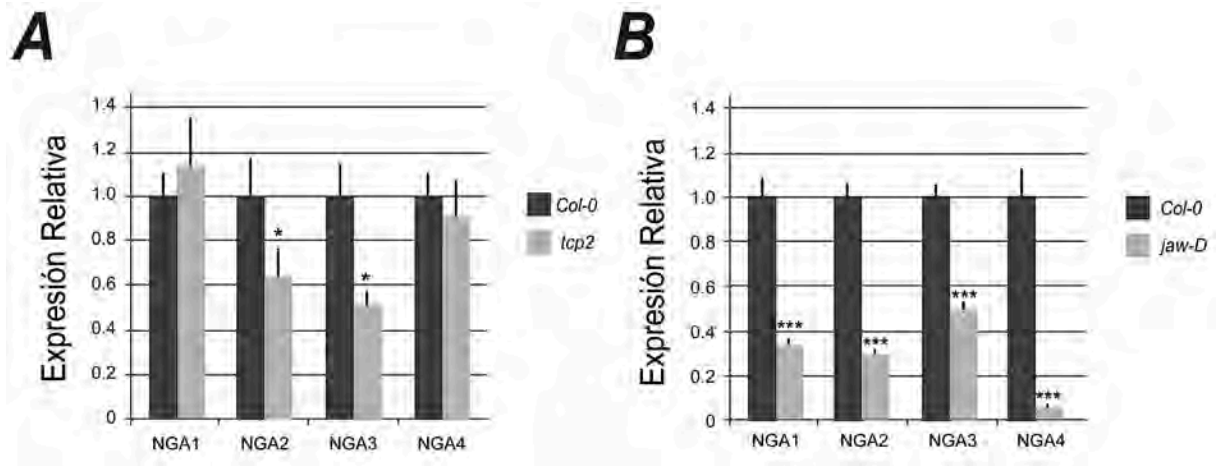 A
Expresión Relativa
1.4
1.2
1.0
0.8
0.6
0.4
0.2
0
*
*
NGA1 NGA2 NGA3 NGA4
Col-0
tcp2
B
Expresión Relativa
1.4
1.2
1.0
0.8
0.6
0.4
0.2
0
***
***
***
***
NGA1 NGA2 NGA3 NGA4
Col-0
jaw-D